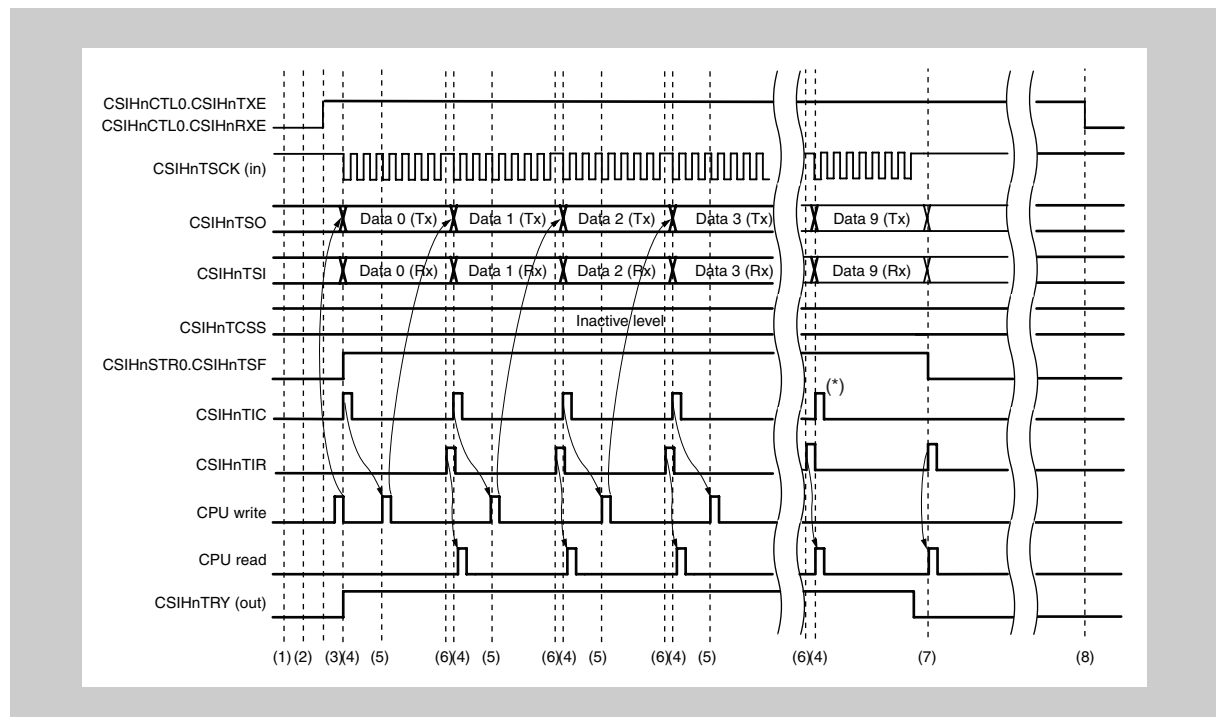 CSIHnCTL0.CSIHnTXE
CSIHnCTL0.CSIHnRXE
CSIHnTSCK (in)
CSIHnTSO Data 0 (Tx) Data 1 (Tx) Data 2 (Tx) Data 3 (Tx) Data 9 (Tx)
CSIHnTSI Data 0 (Rx) Data 1 (Rx) Data 2 (Rx) Data 3 (Rx) Data 9 (Rx)
CSIHnTCSS Inactive level
CSIHnSTR0.CSIHnTSF
CSIHnTIC (*)
CSIHnTIR
CPU write
CPU read
CSIHnTRY (out)
(1) (2) (3)(4) (5) (6)(4) (5) (6)(4) (5) (6)(4) (5) (6)(4) (7) (8)